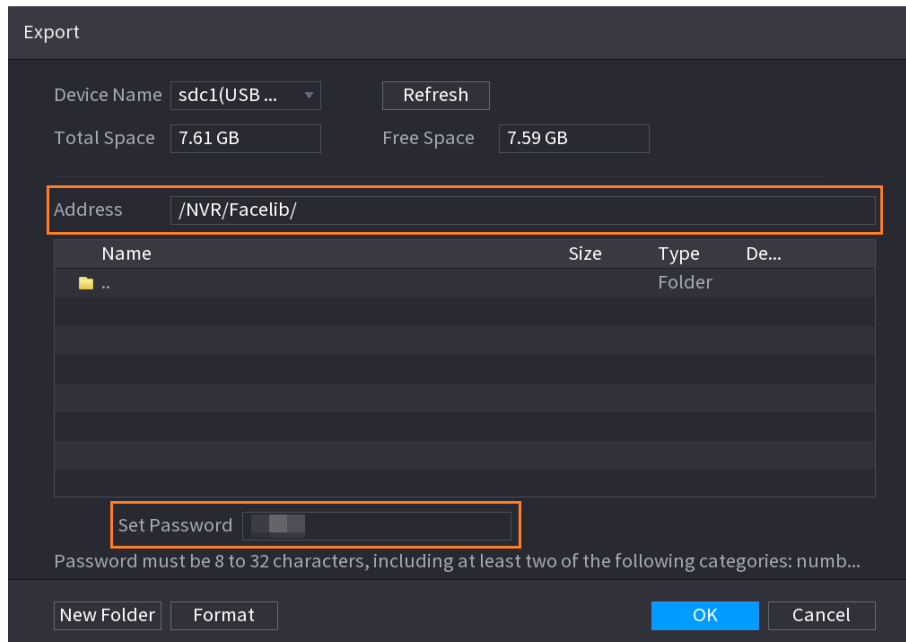 Export
Device Name sdc1(USB ... Refresh
Total Space 7.61 GB Free Space 7.59 GB
Address /NVR/Facelib/
Name Size Type De...
.. Folder
Set Password
Password must be 8 to 32 characters, including at least two of the following categories: numb...
New Folder Format OK Cancel